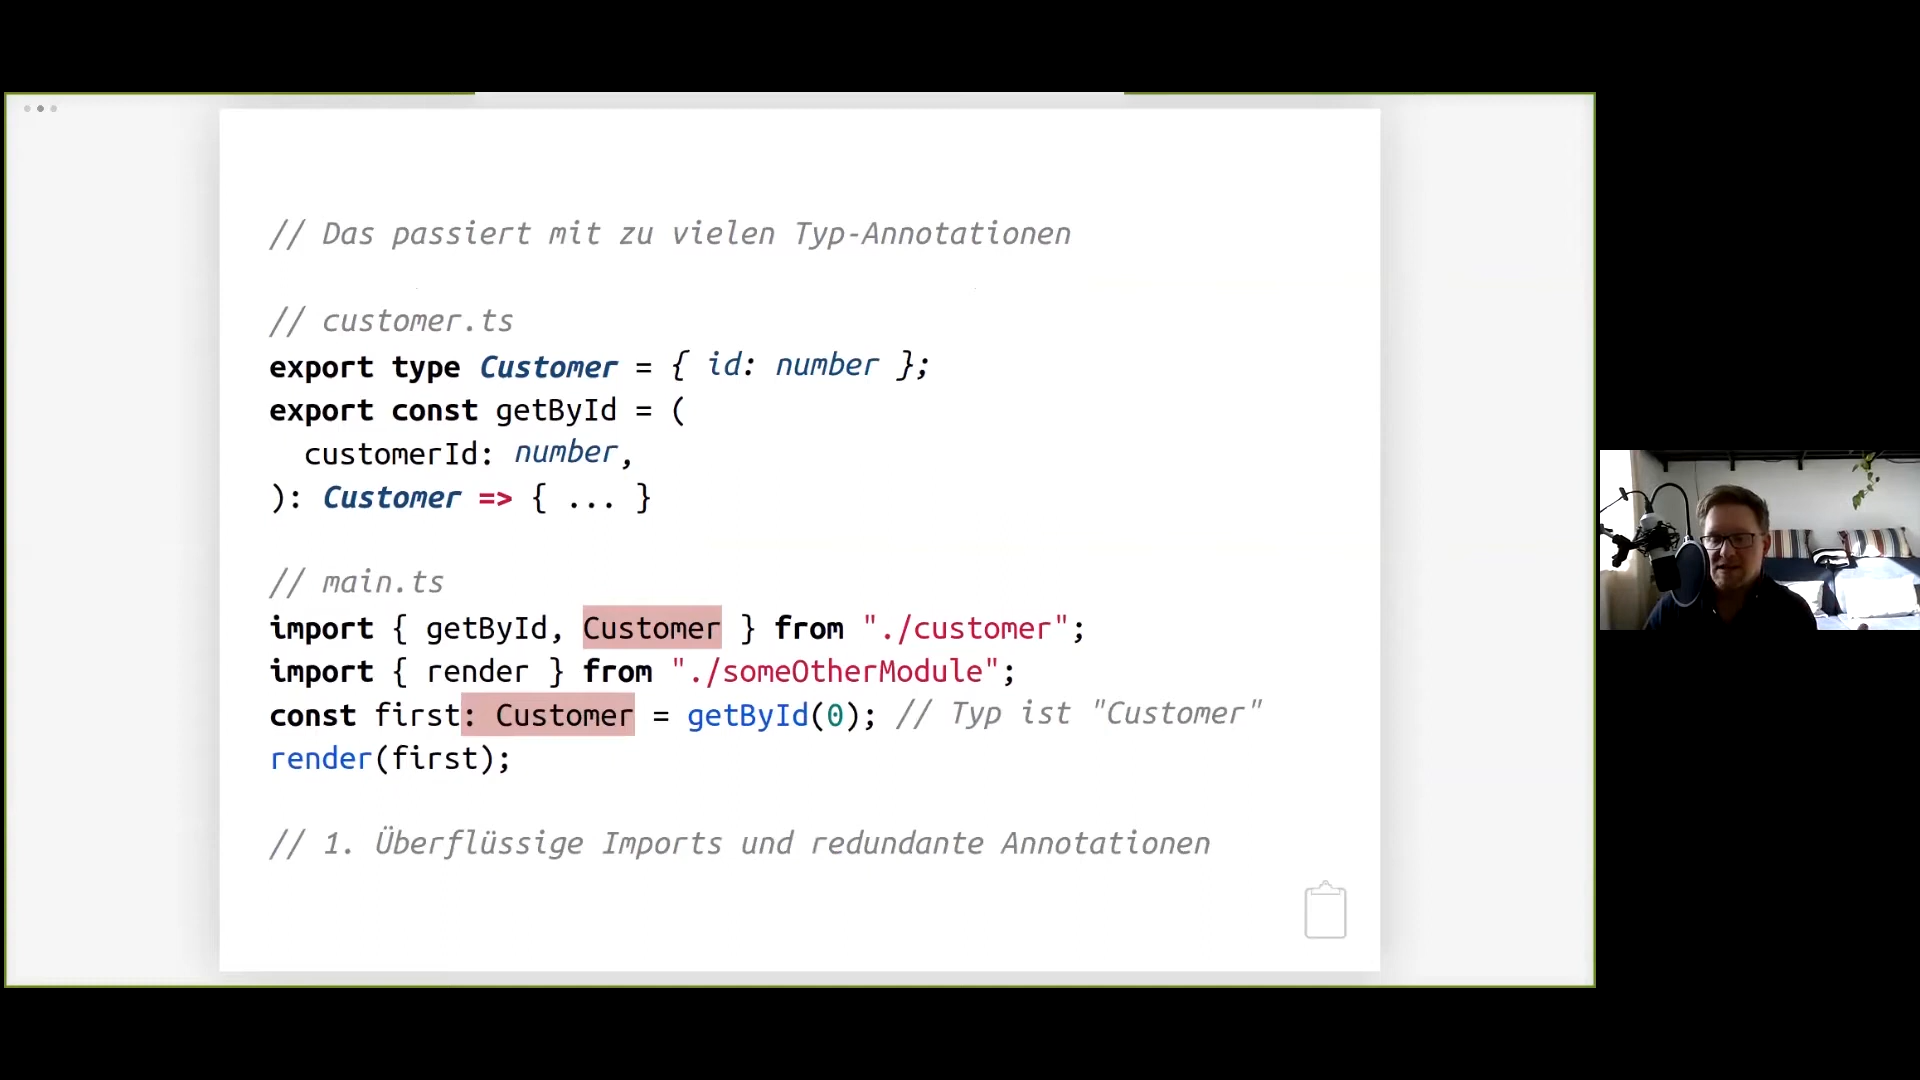 // Das passiert mit zu vielen Typ-Annotationen
// customer.ts
export type Customer = { id: number };
export const getById = (
customerId: number,
): Customer => { ... }
// main.ts
import { getById, Customer } from "./customer";
import { render } from "./someOtherModule";
const first: Customer = getById(0); // Typ ist "Customer"
render(first);
// 1. Überflüssige Imports und redundante Annotationen